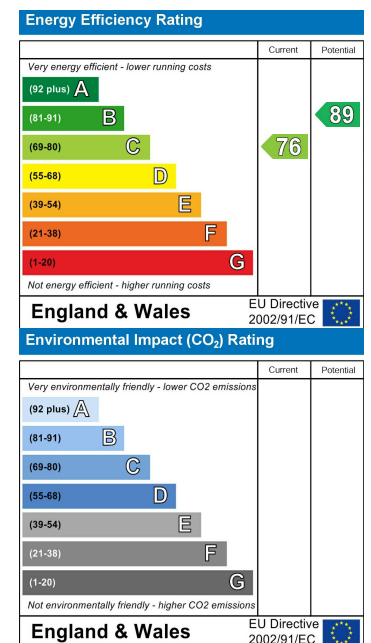 Energy Efficiency Rating
Current Potential
Very energy efficient - lower running costs
(92 plus) A
(81-91) B
89
(69-80) C
76
(55-68) D
(39-54) E
(21-38) F
(1-20) G
Not energy efficient - higher running costs
England & Wales
EU Directive
2002/91/EC
Environmental Impact (CO₂) Rating
Current Potential
Very environmentally friendly - lower CO2 emissions
(92 plus) A
(81-91) B
(69-80) C
(55-68) D
(39-54) E
(21-38) F
(1-20) G
Not environmentally friendly - higher CO2 emissions
England & Wales
EU Directive
2002/91/EC